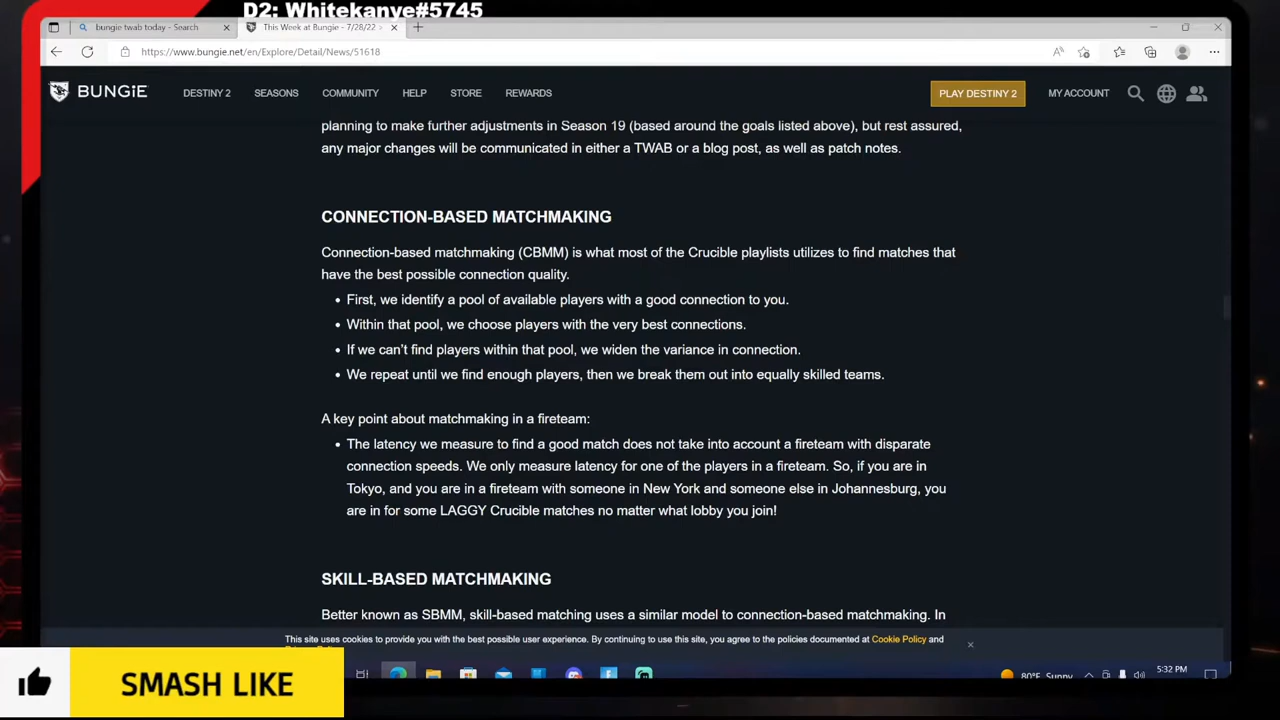 D2: Whitekanye#5745
bungie twab today - Search
This Week at Bungie - 7/28/22
https://www.bungie.net/en/Explore/Detail/News/51618
BUNGiE
DESTINY 2 SEASONS COMMUNITY HELP STORE REWARDS PLAY DESTINY 2 MY ACCOUNT
planning to make further adjustments in Season 19 (based around the goals listed above), but rest assured,
any major changes will be communicated in either a TWAB or a blog post, as well as patch notes.
CONNECTION-BASED MATCHMAKING
Connection-based matchmaking (CBMM) is what most of the Crucible playlists utilizes to find matches that
have the best possible connection quality.
• First, we identify a pool of available players with a good connection to you.
• Within that pool, we choose players with the very best connections.
• If we can't find players within that pool, we widen the variance in connection.
• We repeat until we find enough players, then we break them out into equally skilled teams.
A key point about matchmaking in a fireteam:
• The latency we measure to find a good match does not take into account a fireteam with disparate
connection speeds. We only measure latency for one of the players in a fireteam. So, if you are in
Tokyo, and you are in a fireteam with someone in New York and someone else in Johannesburg, you
are in for some LAGGY Crucible matches no matter what lobby you join!
SKILL-BASED MATCHMAKING
Better known as SBMM, skill-based matching uses a similar model to connection-based matchmaking. In
This site uses cookies to provide you with the best possible user experience. By continuing to use this site, you agree to the policies documented at Cookie Policy and
80°F Sunny
5:32 PM
SMASH LIKE